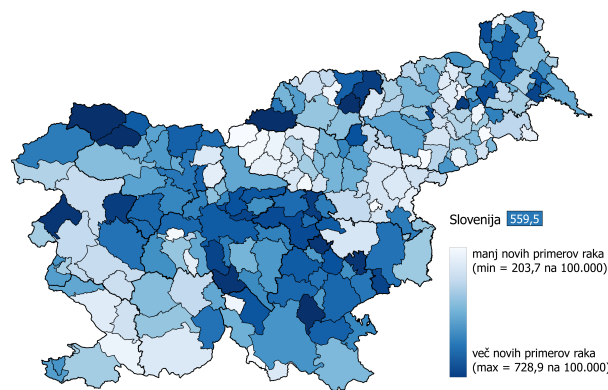 Slovenija 559,5
manj novih primerov raka
(min = 203,7 na 100.000)
več novih primerov raka
(max = 728,9 na 100.000)